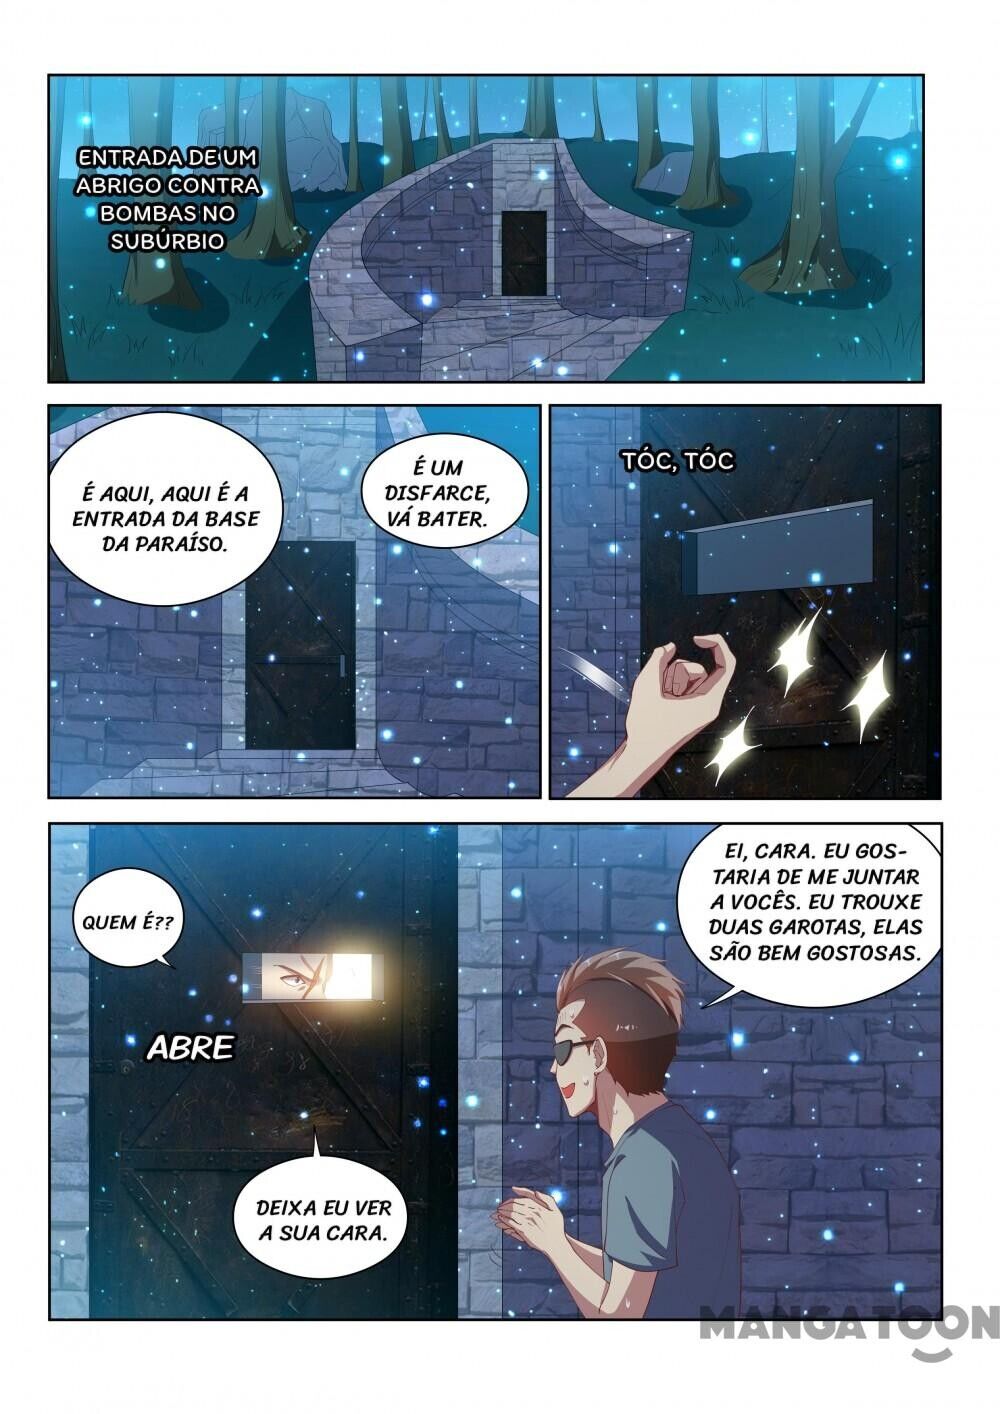 ENTRADA DE UM
ABRIGO CONTRA
BOMBAS NO
SUBÚRBIO
É AQUI, AQUI É A
ENTRADA DA BASE
DA PARAÍSO.
É UM
DISFARCE,
VÁ BATER.
TÓC, TÓC
QUEM É??
EI, CARA. EU GOS-
TARIA DE ME JUNTAR
A VOCÊS. EU TROUXE
DUAS GAROTAS, ELAS
SÃO BEM GOSTOSAS.
ABRE
DEIXA EU VER
A SUA CARA.
MANGATOON